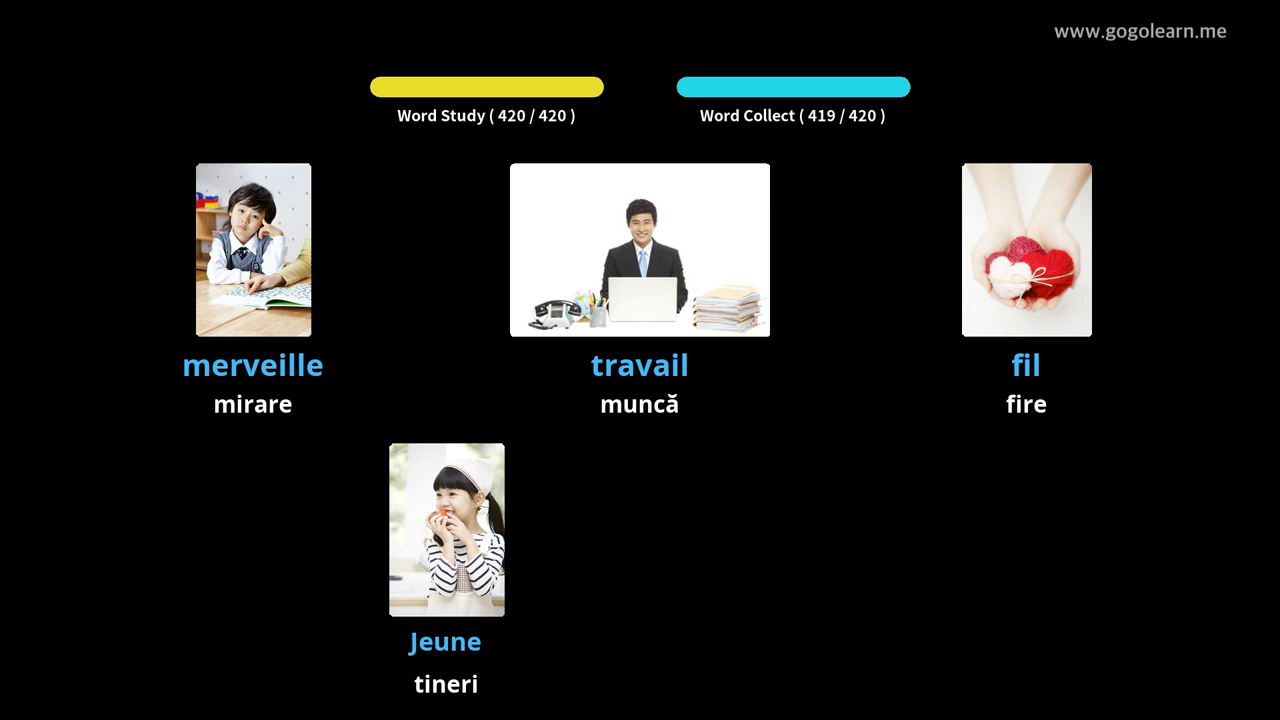 www.gogolearn.me
Word Study ( 420 / 420 )
Word Collect ( 419 / 420 )
merveille
mirare
travail
muncă
fil
fire
Jeune
tineri